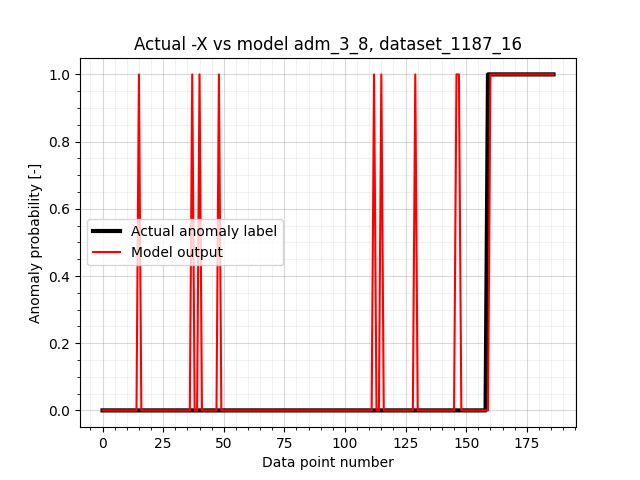 Actual -X vs model adm_3_8, dataset_1187_16
Anomaly probability [-]
1.0
0.8
0.6
0.4
0.2
0.0
Actual anomaly label
Model output
0 25 50 75 100 125 150 175
Data point number